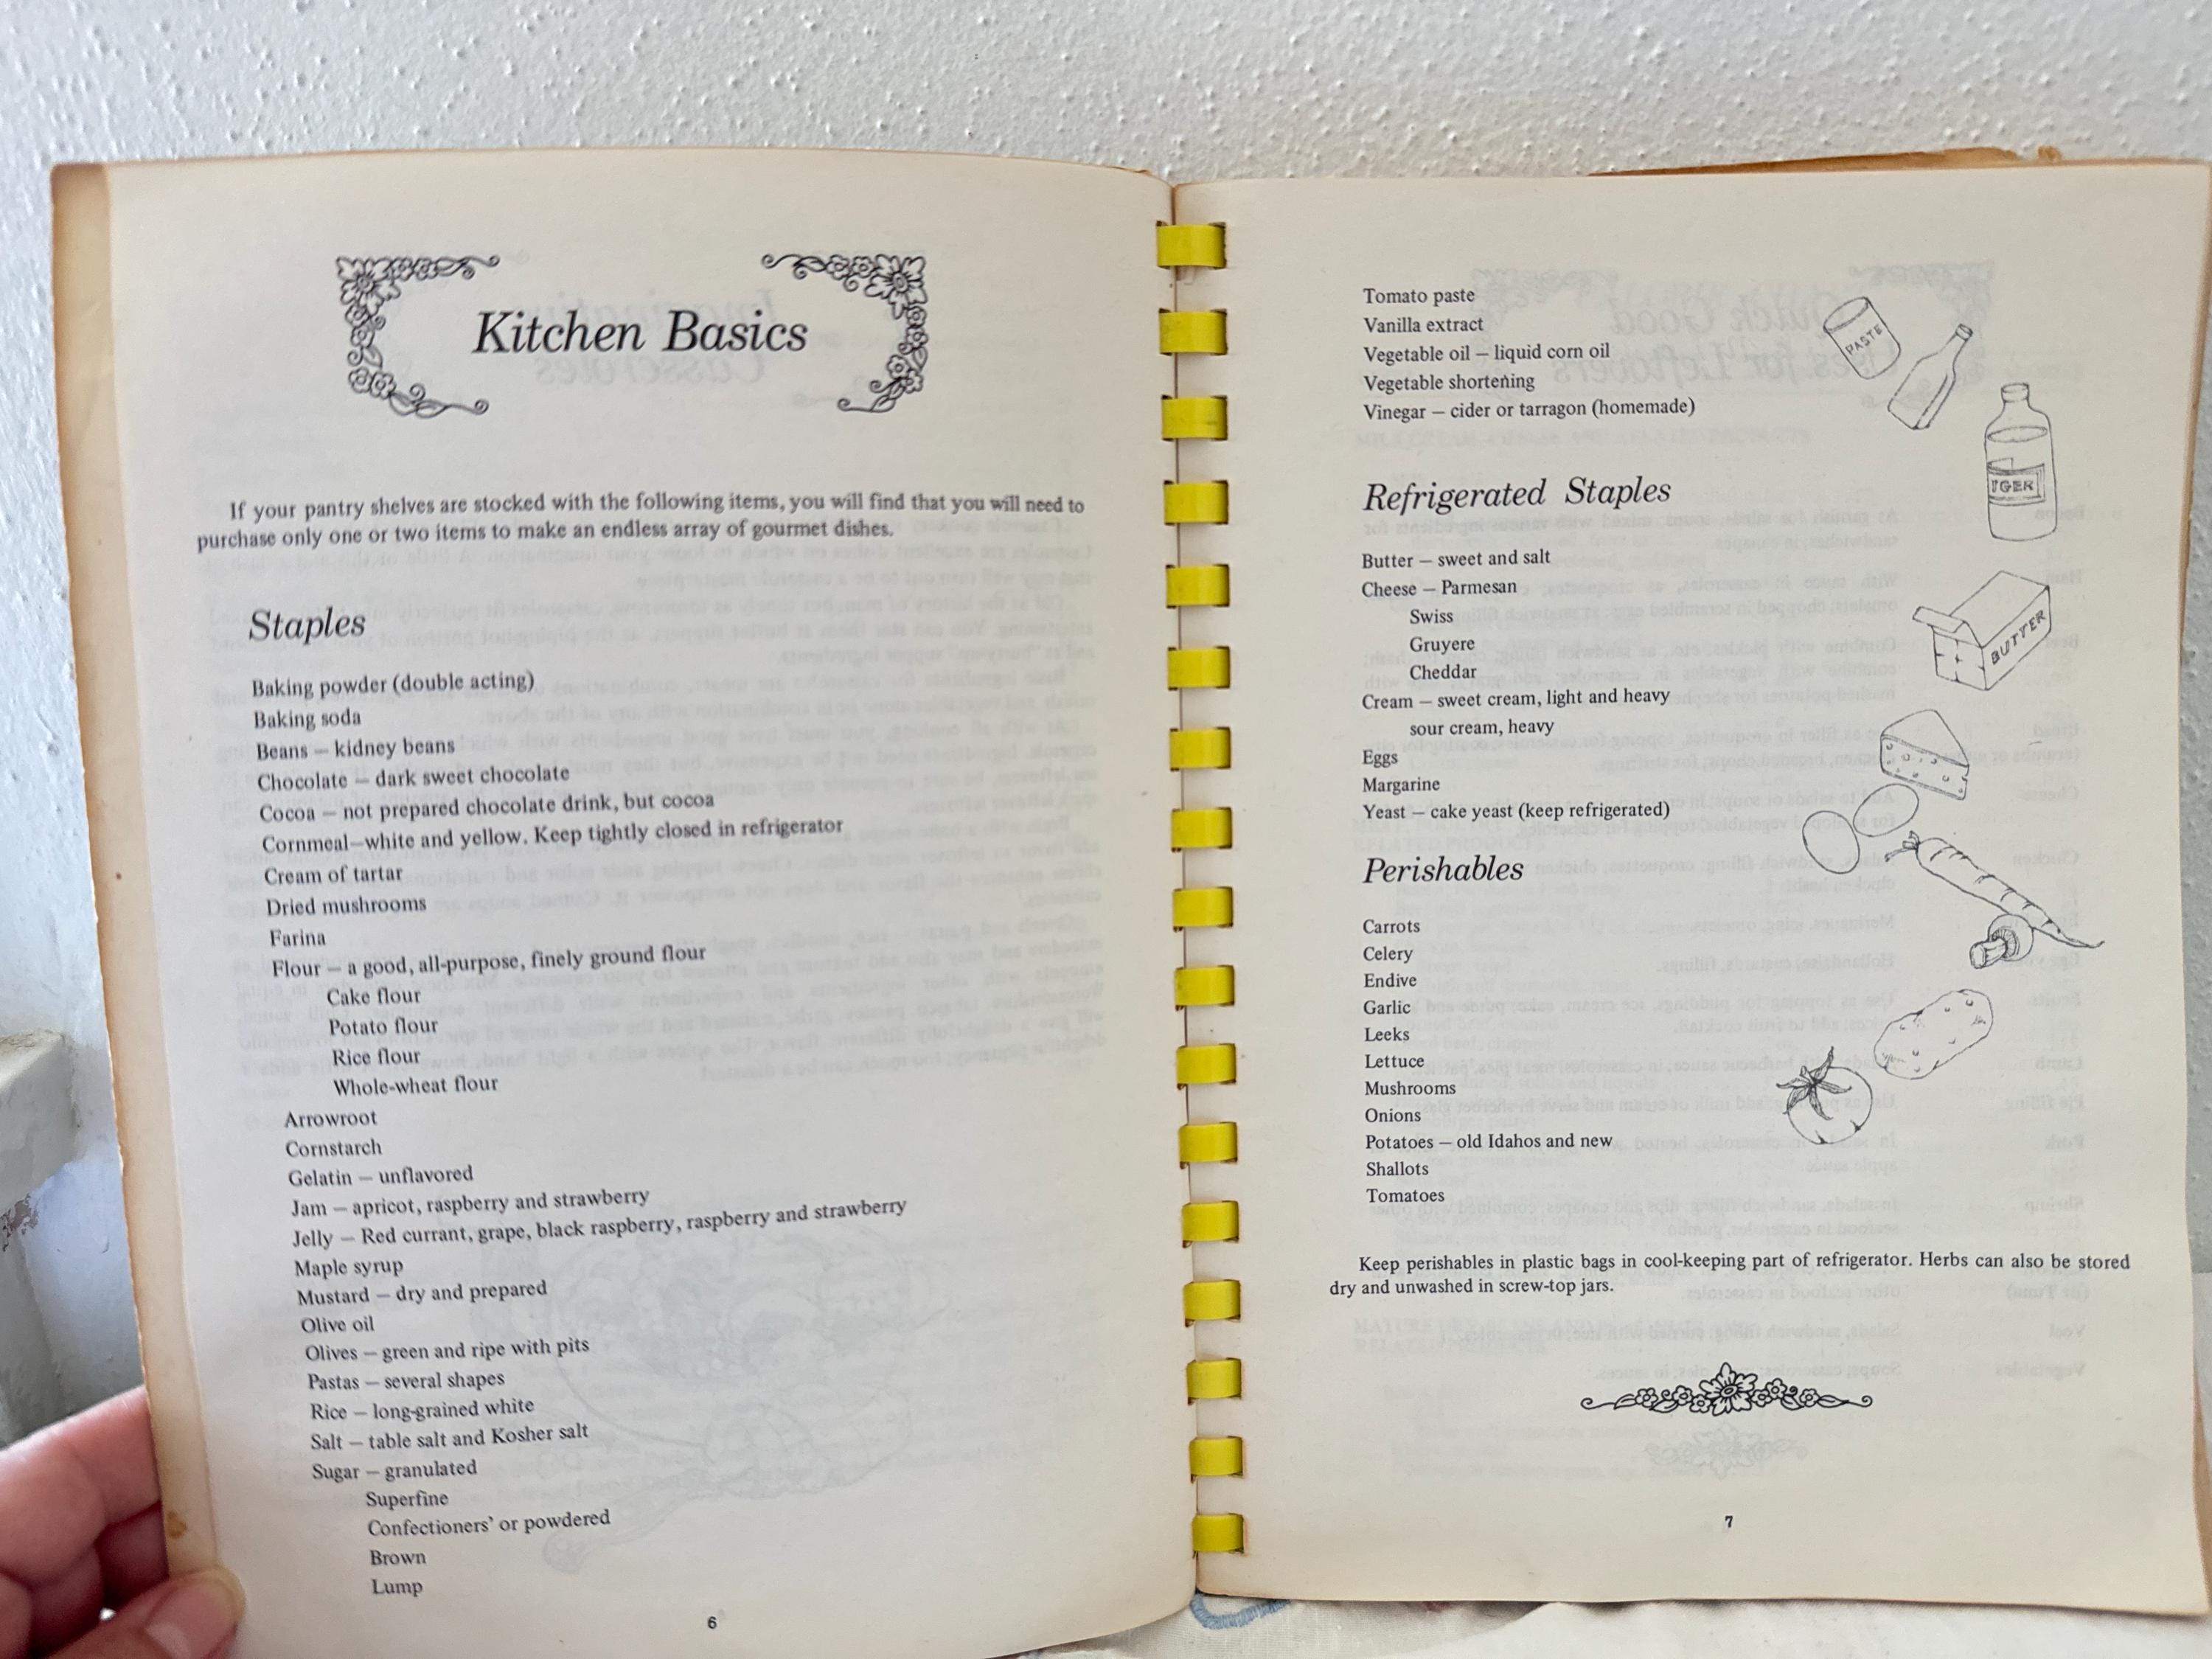 Kitchen Basics
If your pantry shelves are stocked with the following items, you will find that you will need to
purchase only one or two items to make an endless array of gourmet dishes.
Staples
Baking powder (double acting)
Baking soda
Beans — kidney beans
Chocolate — dark sweet chocolate
Cocoa — not prepared chocolate drink, but cocoa
Cornmeal—white and yellow. Keep tightly closed in refrigerator
Cream of tartar
Dried mushrooms
Farina
Flour — a good, all-purpose, finely ground flour
Cake flour
Potato flour
Rice flour
Whole-wheat flour
Arrowroot
Cornstarch
Gelatin — unflavored
Jam — apricot, raspberry and strawberry
Jelly — Red currant, grape, black raspberry, raspberry and strawberry
Maple syrup
Mustard — dry and prepared
Olive oil
Olives — green and ripe with pits
Pastas — several shapes
Rice — long-grained white
Salt — table salt and Kosher salt
Sugar — granulated
Superfine
Confectioners' or powdered
Brown
Lump
6
Tomato paste
Vanilla extract
Vegetable oil — liquid corn oil
Vegetable shortening
Vinegar — cider or tarragon (homemade)
PASTE
Refrigerated Staples
Butter — sweet and salt
Cheese — Parmesan
Swiss
Gruyere
Cheddar
Cream — sweet cream, light and heavy
sour cream, heavy
Eggs
Margarine
Yeast — cake yeast (keep refrigerated)
BUTTER
Perishables
Carrots
Celery
Endive
Garlic
Leeks
Lettuce
Mushrooms
Onions
Potatoes — old Idahos and new
Shallots
Tomatoes
Keep perishables in plastic bags in cool-keeping part of refrigerator. Herbs can also be stored
dry and unwashed in screw-top jars.
7